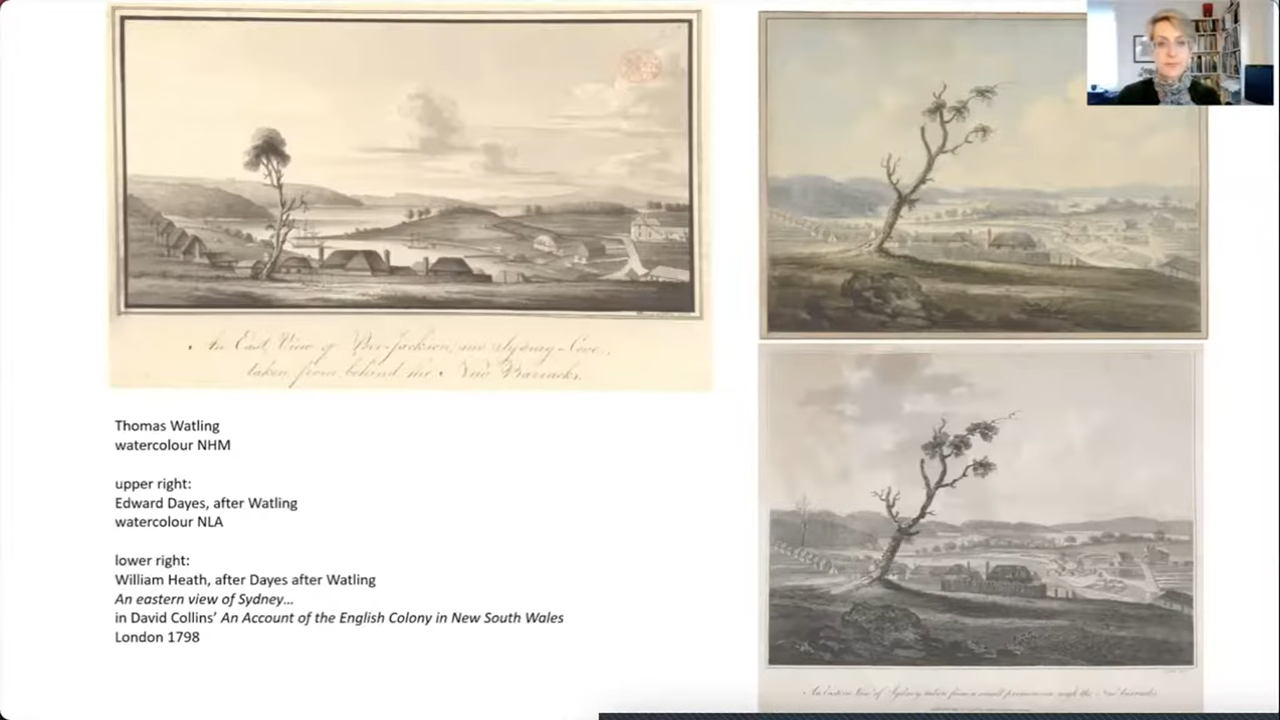 An East View of Port-Jackson, and Sydney-Cove,
taken from behind the New Barracks.
Thomas Watling
watercolour NHM
upper right:
Edward Dayes, after Watling
watercolour NLA
lower right:
William Heath, after Dayes after Watling
An eastern view of Sydney...
in David Collins’ An Account of the English Colony in New South Wales
London 1798
An Eastern View of Sydney taken from a small prominence nigh the New barracks